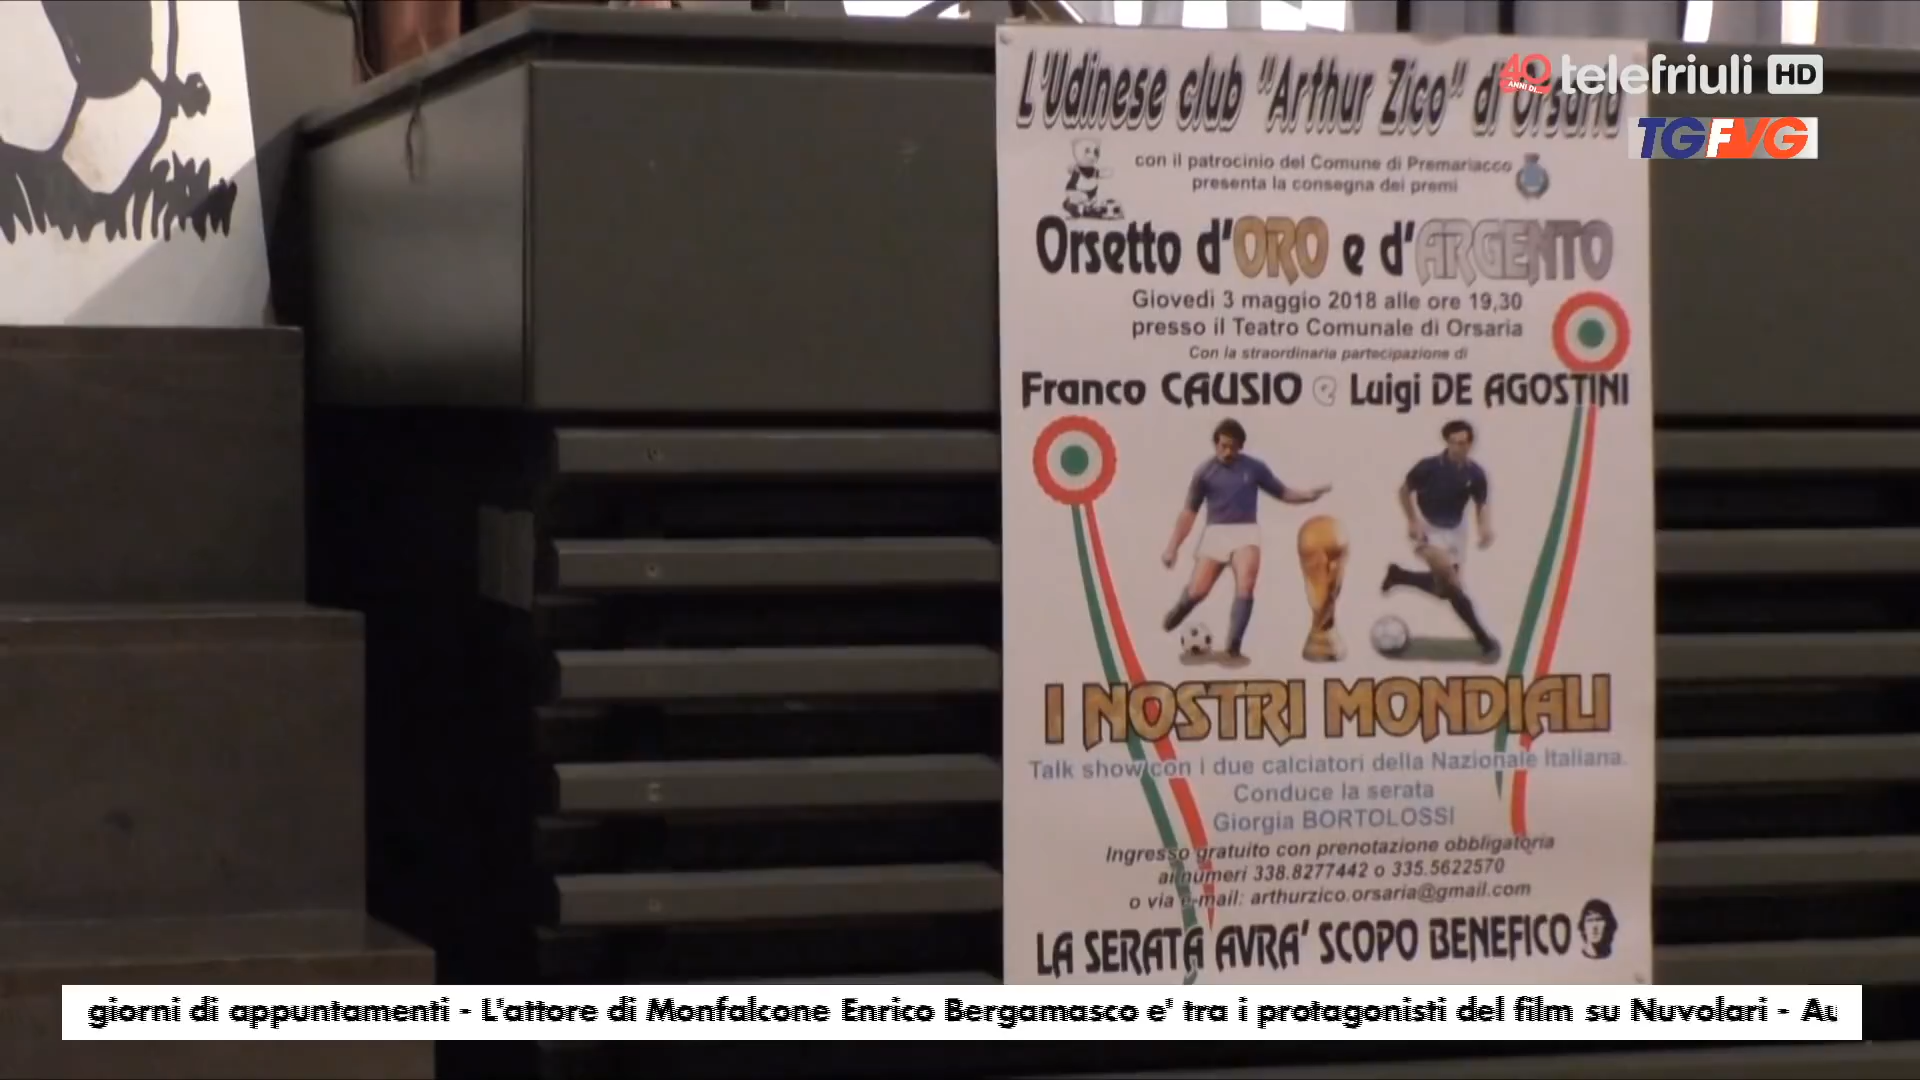 L'Udinese club "Arthur Zico" di Orsaria
40
ANNI DI...
telefriuli HD
TGFVG
con il patrocinio del Comune di Premariacco
presenta la consegna dei premi
Orsetto d'ORO e d'ARGENTO
Giovedì 3 maggio 2018 alle ore 19,30
presso il Teatro Comunale di Orsaria
Con la straordinaria partecipazione di
Franco CAUSIO e Luigi DE AGOSTINI
I NOSTRI MONDIALI
Talk show con i due calciatori della Nazionale Italiana.
Conduce la serata
Giorgia BORTOLOSSI
Ingresso gratuito con prenotazione obbligatoria
ai numeri 338.8277442 o 335.5622570
o via e-mail: arthurzico.orsaria@gmail.com
LA SERATA AVRA' SCOPO BENEFICO
giorni di appuntamenti - L'attore di Monfalcone Enrico Bergamasco e' tra i protagonisti del film su Nuvolari - Au